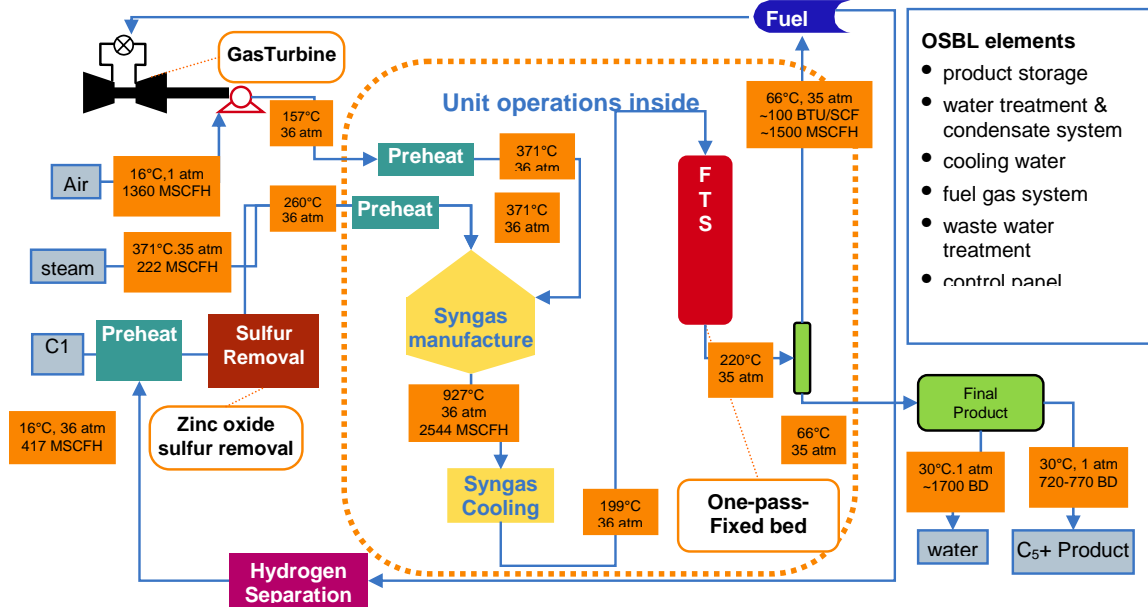 Fuel
GasTurbine
OSBL elements
• product storage
• water treatment &
condensate system
• cooling water
• fuel gas system
• waste water
treatment
• control panel
Unit operations inside
66°C, 35 atm
~100 BTU/SCF
~1500 MSCFH
157°C
36 atm
Preheat
371°C
36 atm
Air
16°C,1 atm
1360 MSCFH
260°C
36 atm
Preheat
371°C
36 atm
F
T
S
steam
371°C.35 atm
222 MSCFH
C1
Preheat
Sulfur
Removal
Syngas
manufacture
220°C
35 atm
927°C
36 atm
2544 MSCFH
Final
Product
16°C, 36 atm
417 MSCFH
Zinc oxide
sulfur removal
66°C
35 atm
30°C.1 atm
~1700 BD
30°C, 1 atm
720-770 BD
Syngas
Cooling
199°C
36 atm
One-pass-
Fixed bed
water
C₅+ Product
Hydrogen
Separation